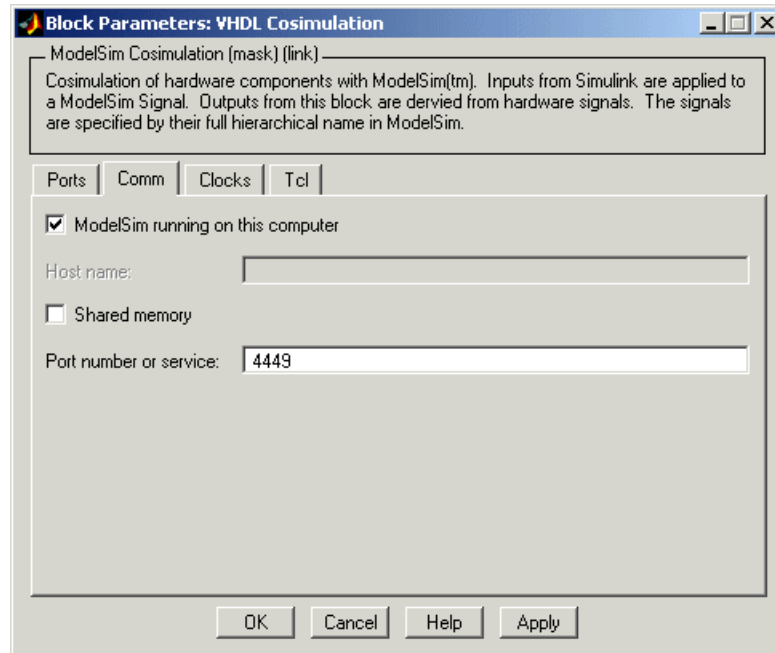 Block Parameters: VHDL Cosimulation
ModelSim Cosimulation (mask) (link)
Cosimulation of hardware components with ModelSim(tm). Inputs from Simulink are applied to
a ModelSim Signal. Outputs from this block are dervied from hardware signals. The signals
are specified by their full hierarchical name in ModelSim.
Ports Comm Clocks Tcl
ModelSim running on this computer
Host name:
Shared memory
Port number or service: 4449
OK Cancel Help Apply